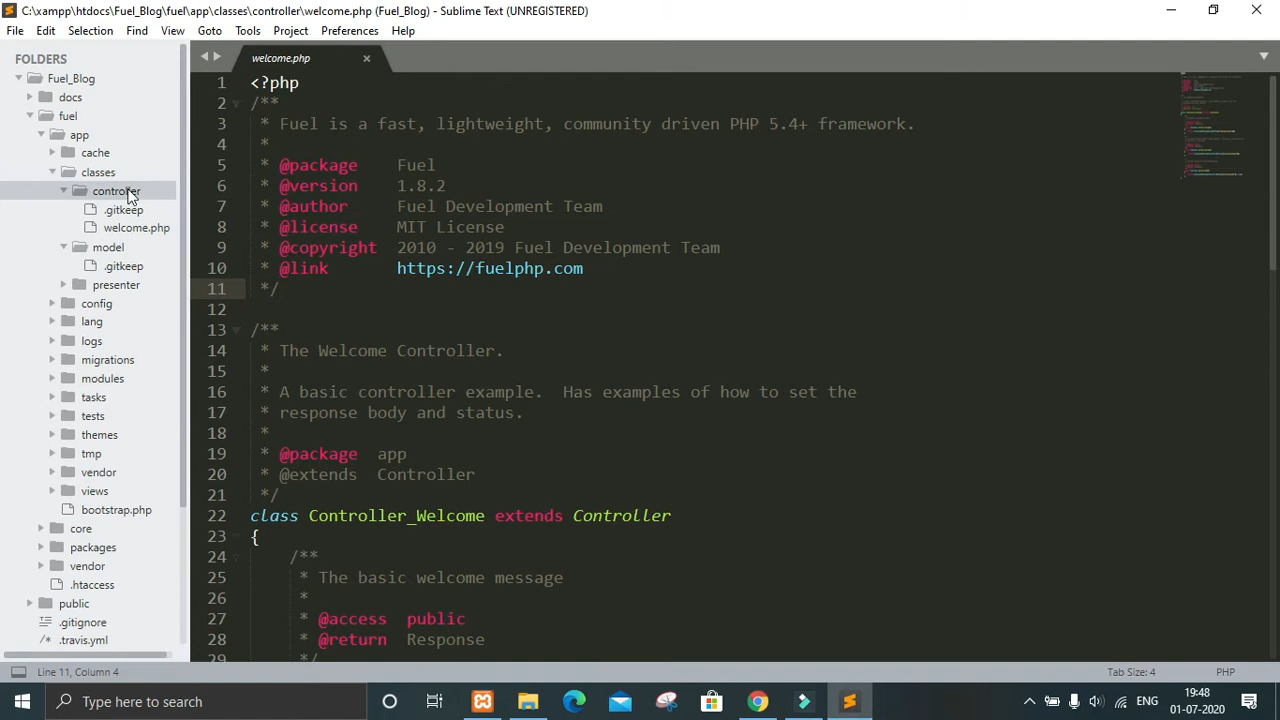 C:\xampp\htdocs\Fuel_Blog\fuel\app\classes\controller\welcome.php (Fuel_Blog) - Sublime Text (UNREGISTERED)
File Edit Selection Find View Goto Tools Project Preferences Help
FOLDERS
Fuel_Blog
docs
fuel
app
cache
classes
controller
.gitkeep
welcome.php
model
.gitkeep
presenter
config
lang
logs
migrations
modules
tasks
tests
themes
tmp
vendor
views
bootstrap.php
core
packages
vendor
.htaccess
public
.gitignore
.travis.yml
welcome.php
1 <?php
2 /**
3 * Fuel is a fast, lightweight, community driven PHP 5.4+ framework.
4 *
5 * @package Fuel
6 * @version 1.8.2
7 * @author Fuel Development Team
8 * @license MIT License
9 * @copyright 2010 - 2019 Fuel Development Team
10 * @link https://fuelphp.com
11 */
12
13 /**
14 * The Welcome Controller.
15 *
16 * A basic controller example.  Has examples of how to set the
17 * response body and status.
18 *
19 * @package app
20 * @extends Controller
21 */
22 class Controller_Welcome extends Controller
23 {
24 /**
25 * The basic welcome message
26 *
27 * @access public
28 * @return Response
29 */
Line 11, Column 4
Tab Size: 4
PHP
Type here to search
ENG
19:48
01-07-2020